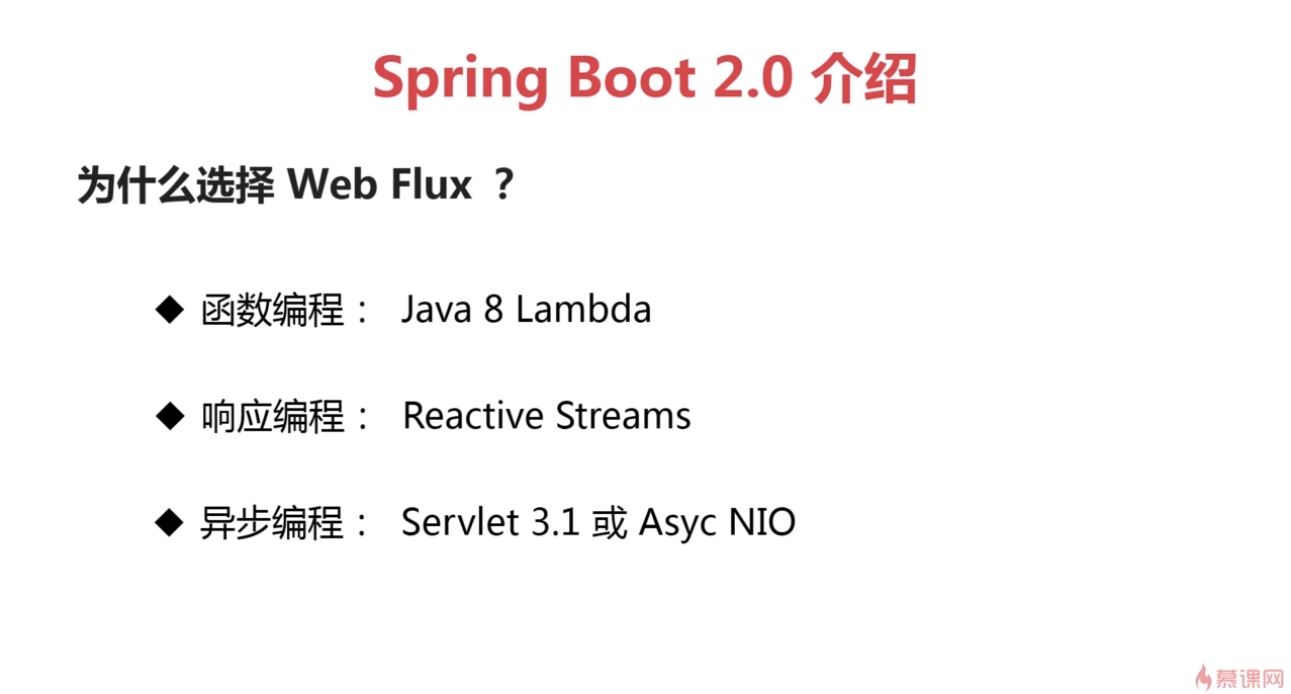 Spring Boot 2.0 介绍
为什么选择 Web Flux ？
◆ 函数编程： Java 8 Lambda
◆ 响应编程： Reactive Streams
◆ 异步编程： Servlet 3.1 或 Asyc NIO
慕课网